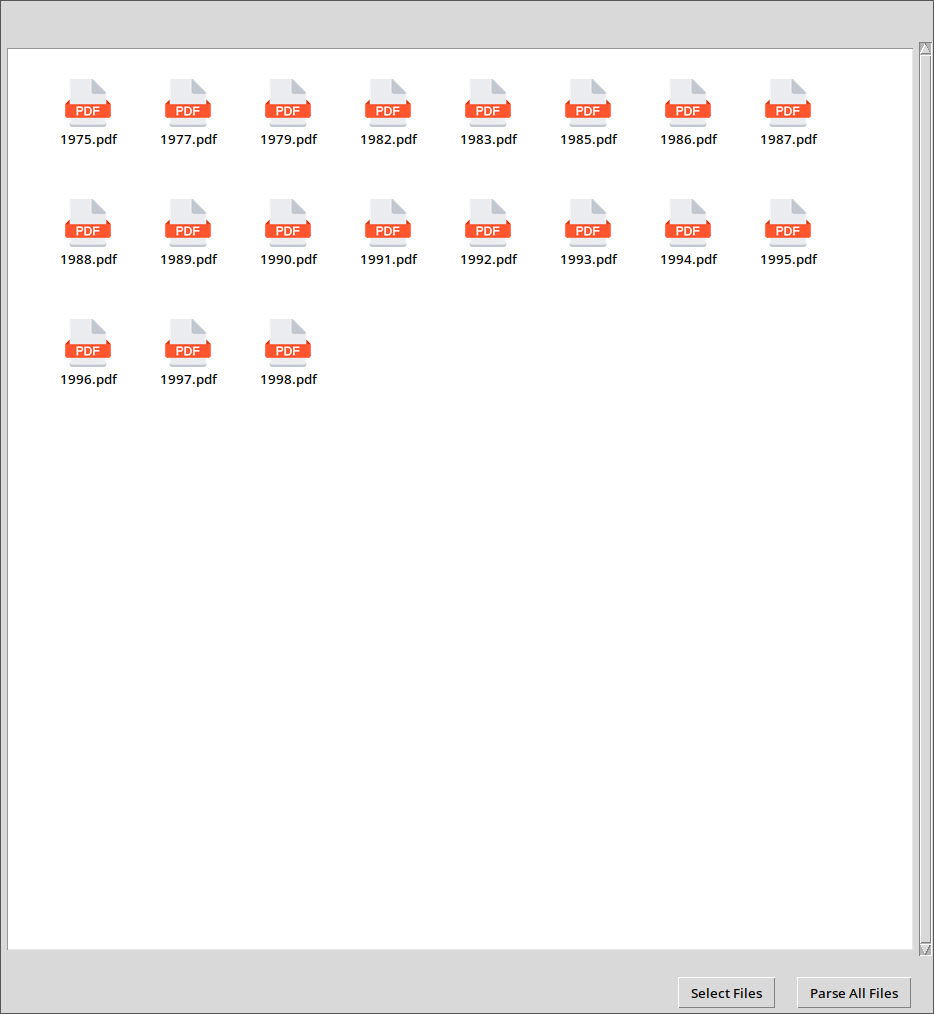 PDF PDF PDF PDF PDF PDF PDF PDF
1975.pdf 1977.pdf 1979.pdf 1982.pdf 1983.pdf 1985.pdf 1986.pdf 1987.pdf
PDF PDF PDF PDF PDF PDF PDF PDF
1988.pdf 1989.pdf 1990.pdf 1991.pdf 1992.pdf 1993.pdf 1994.pdf 1995.pdf
PDF PDF PDF
1996.pdf 1997.pdf 1998.pdf
Select Files Parse All Files